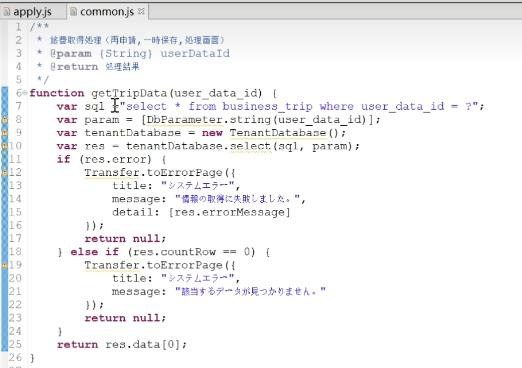 apply.js
common.js
1 /**
2 * 旅費取得処理（再申請,一時保存,処理画面）
3 * @param {String} userDataId
4 * @return 処理結果
5 */
6 function getTripData(user_data_id) {
7 var sql ="select * from business_trip where user_data_id = ?";
8 var param = [DbParameter.string(user_data_id)];
9 var tenantDatabase = new TenantDatabase();
10 var res = tenantDatabase.select(sql, param);
11 if (res.error) {
12 Transfer.toErrorPage({
13 title: "システムエラー",
14 message: "情報の取得に失敗しました。",
15 detail: [res.errorMessage]
16 });
17 return null;
18 } else if (res.countRow == 0) {
19 Transfer.toErrorPage({
20 title: "システムエラー",
21 message: "該当するデータが見つかりません。"
22 });
23 return null;
24 }
25 return res.data[0];
26 }